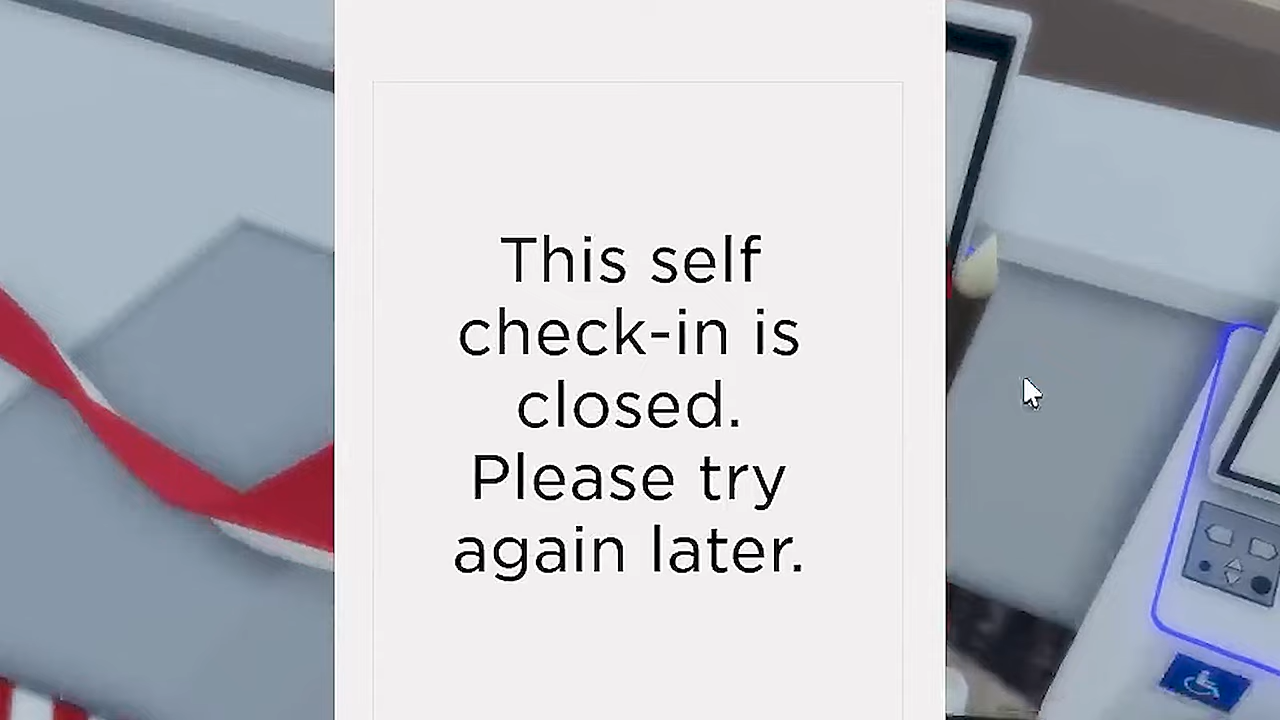 This self
check-in is
closed.
Please try
again later.